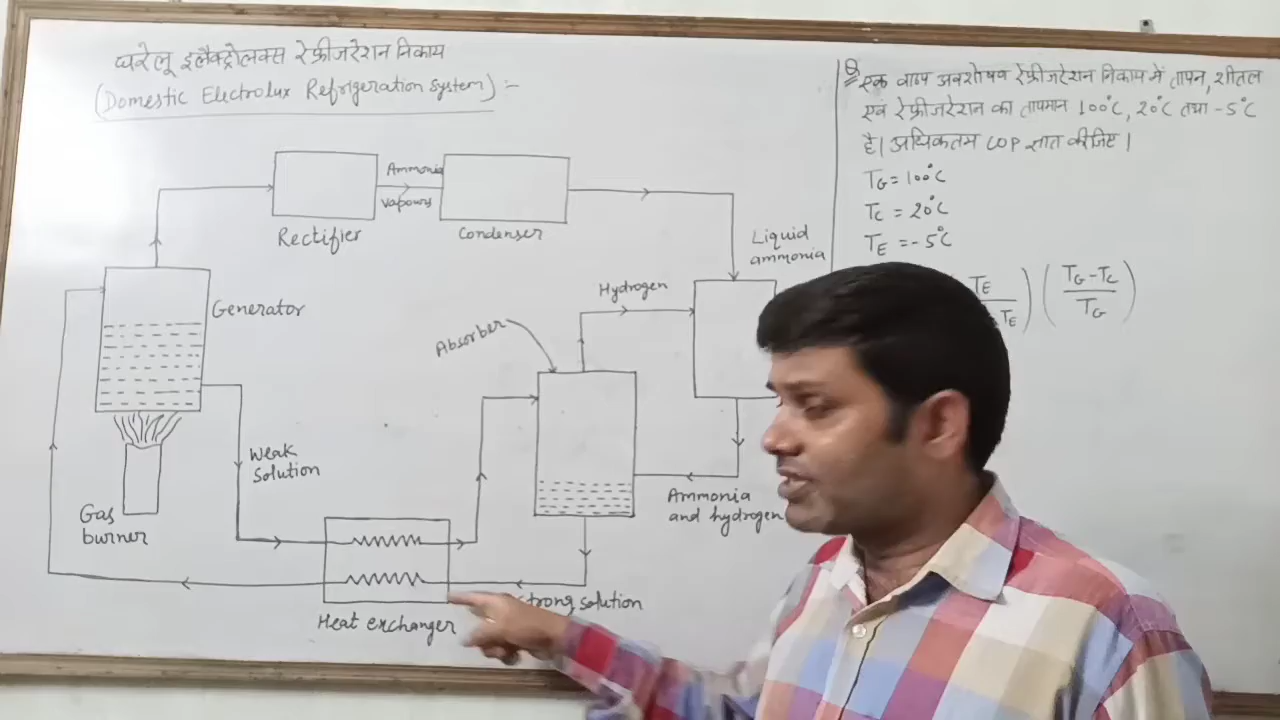 घरेलू इलैक्ट्रोलक्स रेफ्रीजरेशन निकाय
(Domestic Electrolux Refrigeration System) :-
Rectifier
Ammonia
vapours
Condenser
Liquid
ammonia
Generator
Hydrogen
Absorber
Weak
Solution
Gas
burner
Ammonia
and hydrogen
strong solution
Heat exchanger
Q एक वाष्प अवशोषण रेफ्रीजरेशन निकाय में तापन, शीतल
एवं रेफ्रीजरेशन का तापमान 100°C, 20°C तथा -5°C
है। अधिकतम COP ज्ञात कीजिए।
TG = 100°C
TC = 20°C
TE = -5°C
TE
TE ) ( TG - TC / TG )